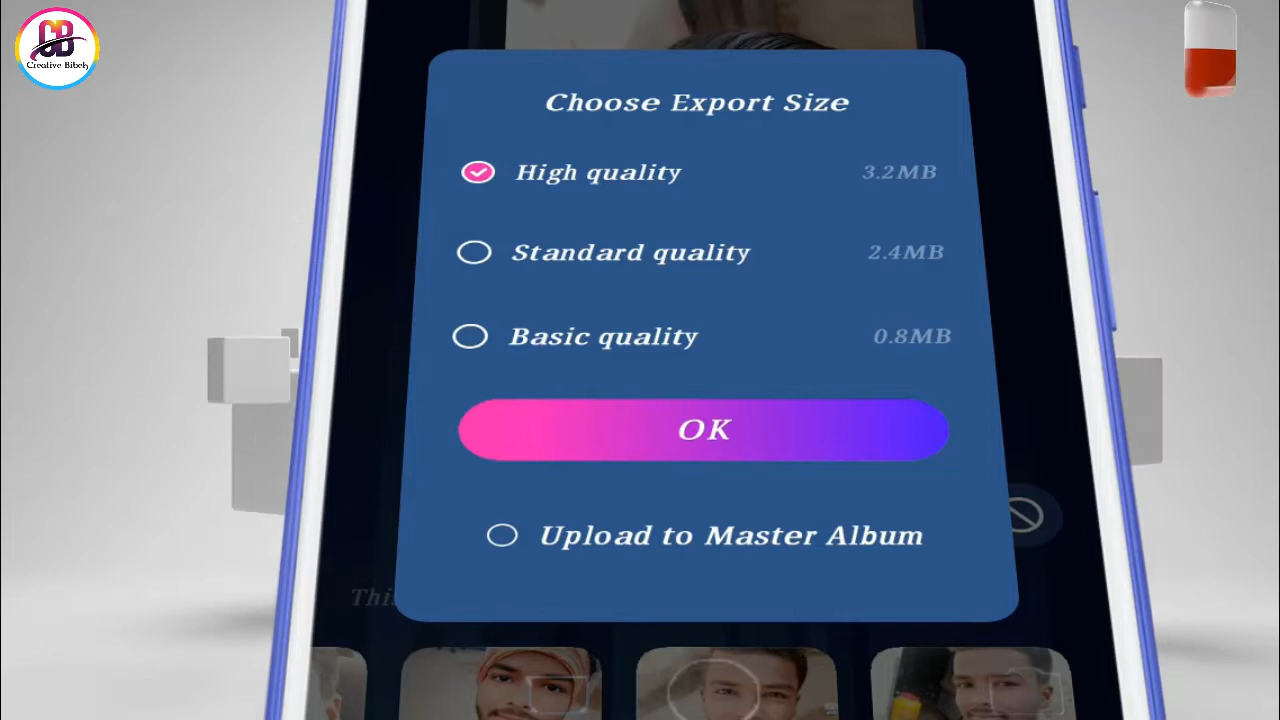 CB
Creative Bibek
Choose Export Size
High quality 3.2MB
Standard quality 2.4MB
Basic quality 0.8MB
OK
Upload to Master Album